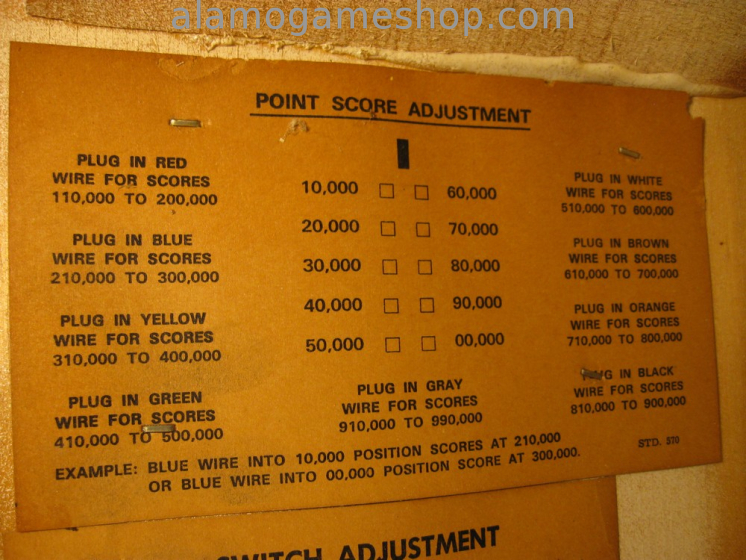 alamogameshop.com
POINT SCORE ADJUSTMENT
PLUG IN RED
WIRE FOR SCORES
110,000 TO 200,000
PLUG IN BLUE
WIRE FOR SCORES
210,000 TO 300,000
PLUG IN YELLOW
WIRE FOR SCORES
310,000 TO 400,000
PLUG IN GREEN
WIRE FOR SCORES
410,000 TO 500,000
10,000 60,000
20,000 70,000
30,000 80,000
40,000 90,000
50,000 00,000
PLUG IN GRAY
WIRE FOR SCORES
910,000 TO 990,000
PLUG IN WHITE
WIRE FOR SCORES
510,000 TO 600,000
PLUG IN BROWN
WIRE FOR SCORES
610,000 TO 700,000
PLUG IN ORANGE
WIRE FOR SCORES
710,000 TO 800,000
PLUG IN BLACK
WIRE FOR SCORES
810,000 TO 900,000
EXAMPLE: BLUE WIRE INTO 10,000 POSITION SCORES AT 210,000
OR BLUE WIRE INTO 00,000 POSITION SCORE AT 300,000.
STD. 570
SWITCH ADJUSTMENT